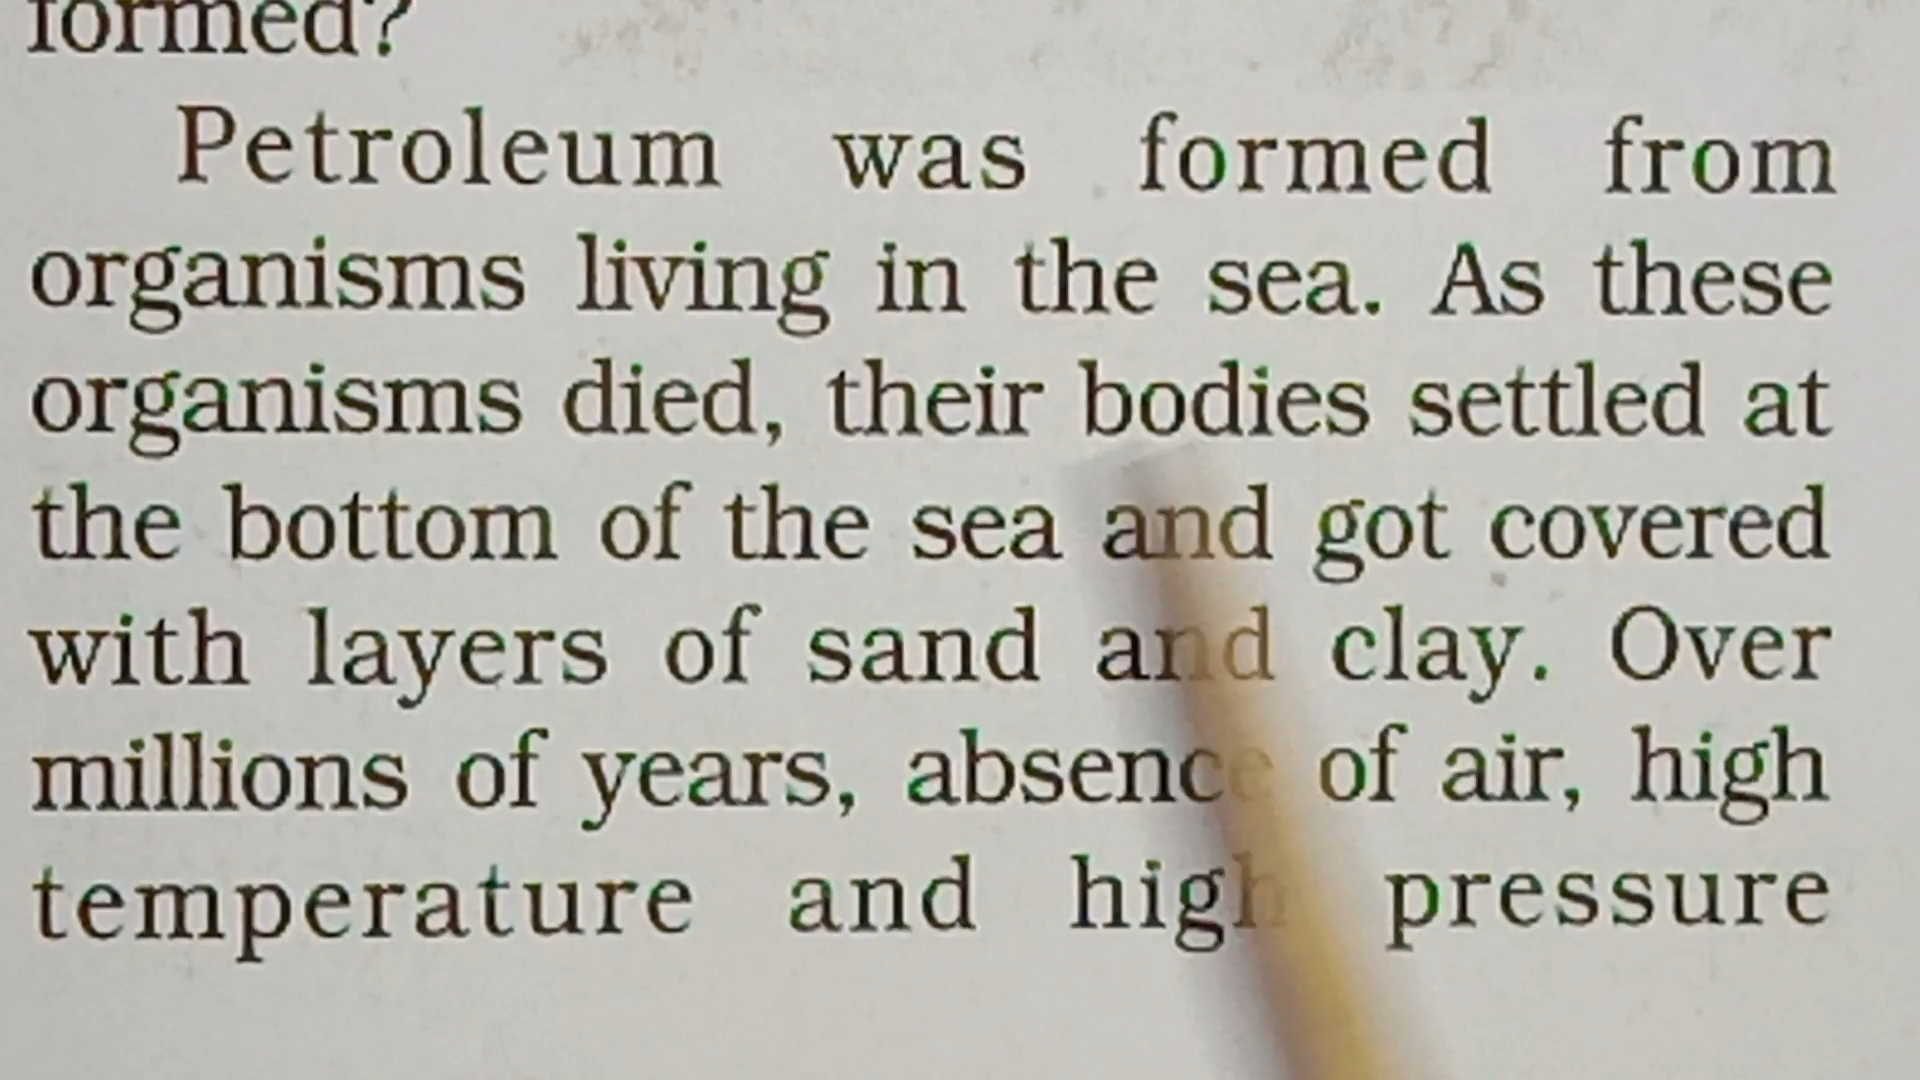 formed?
Petroleum was formed from
organisms living in the sea. As these
organisms died, their bodies settled at
the bottom of the sea and got covered
with layers of sand and clay. Over
millions of years, absence of air, high
temperature and high pressure